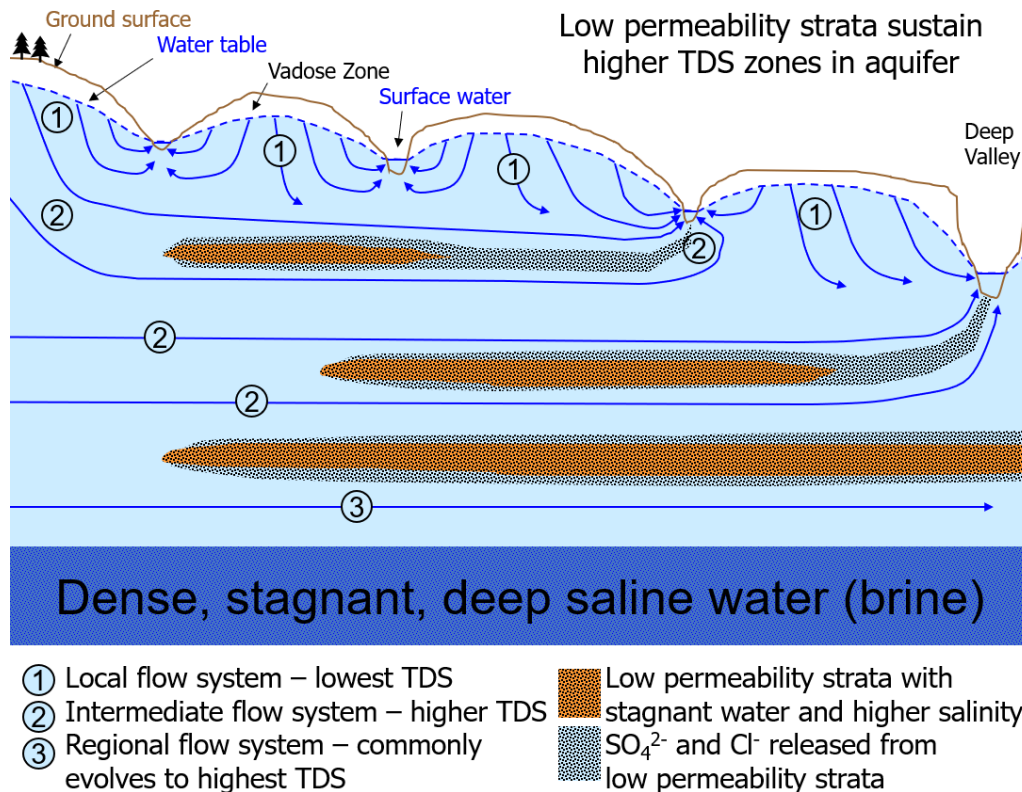 Ground surface
Water table
Vadose Zone
Surface water
Low permeability strata sustain
higher TDS zones in aquifer
Deep
Valley
1
1
1
1
2
2
2
2
3
Dense, stagnant, deep saline water (brine)
1 Local flow system – lowest TDS
2 Intermediate flow system – higher TDS
3 Regional flow system – commonly
evolves to highest TDS
Low permeability strata with
stagnant water and higher salinity
SO₄²⁻ and Cl⁻ released from
low permeability strata